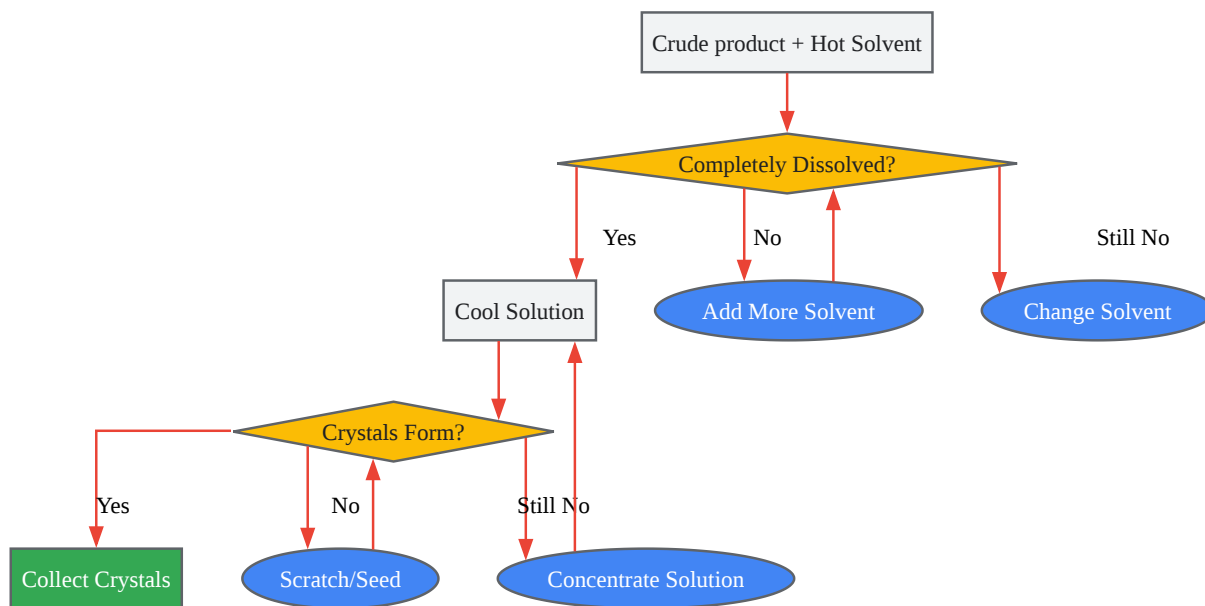 Crude product + Hot Solvent
Completely Dissolved?
Yes
No
Still No
Cool Solution
Add More Solvent
Change Solvent
Crystals Form?
Yes
No
Still No
Collect Crystals
Scratch/Seed
Concentrate Solution